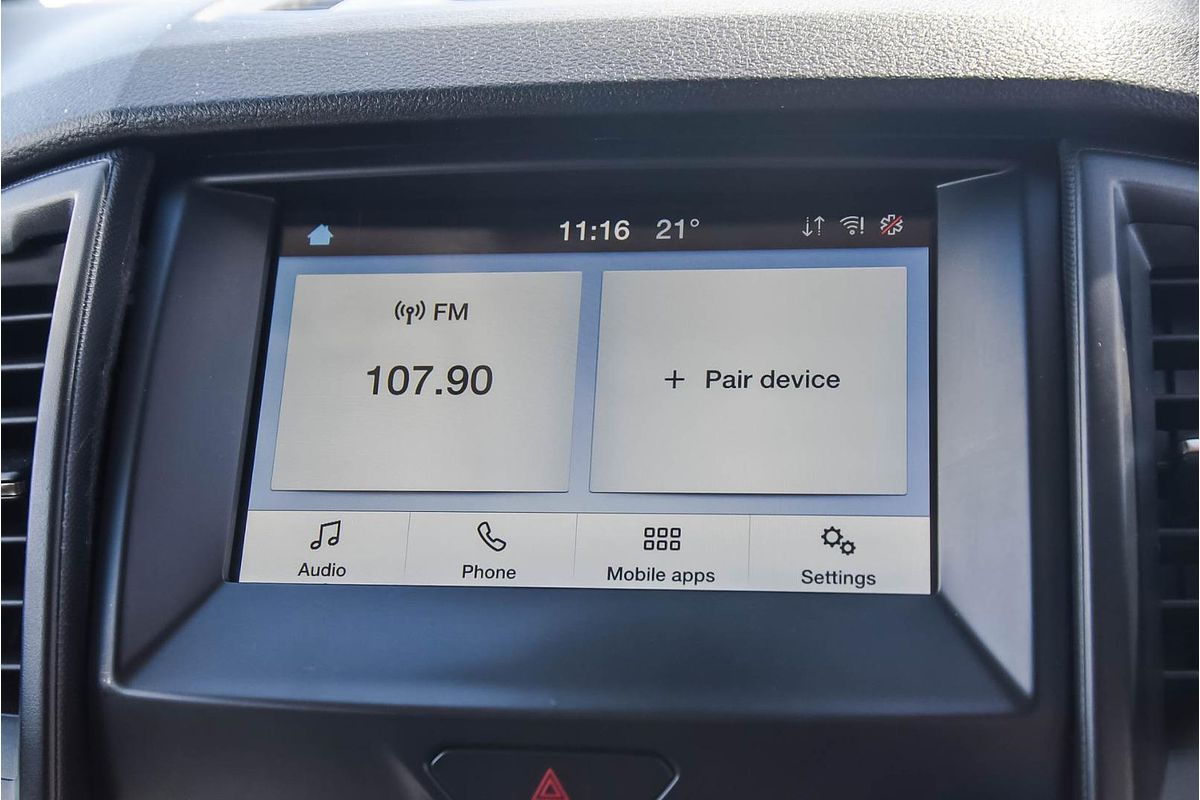 11:16 21°
FM
107.90
+ Pair device
Audio
Phone
Mobile apps
Settings